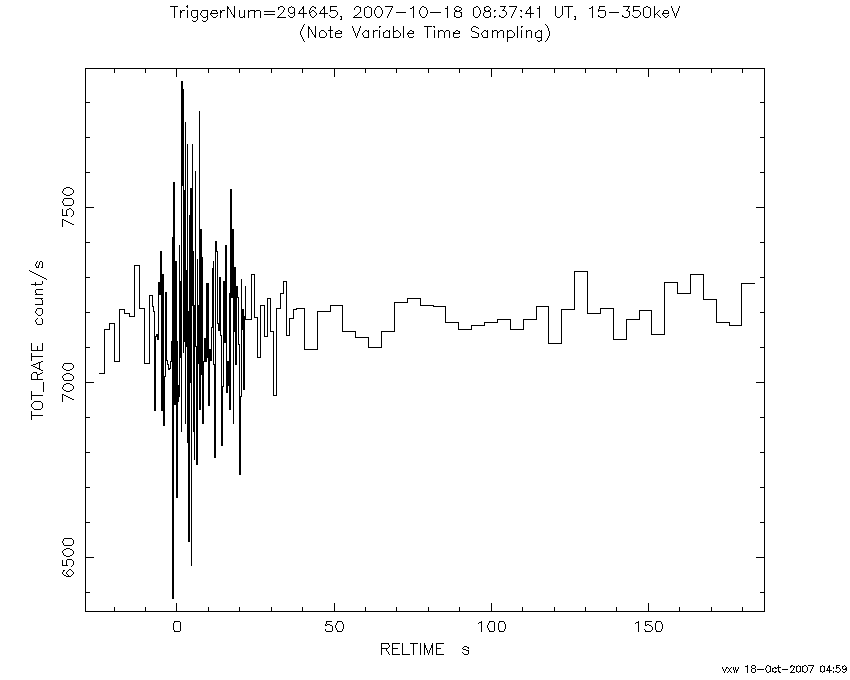 TriggerNum=294645, 2007-10-18 08:37:41 UT, 15-350keV
(Note Variable Time Sampling)
7500
7000
6500
TOT_RATE count/s
0 50 100 150
RELTIME s
vxw 18-Oct-2007 04:59